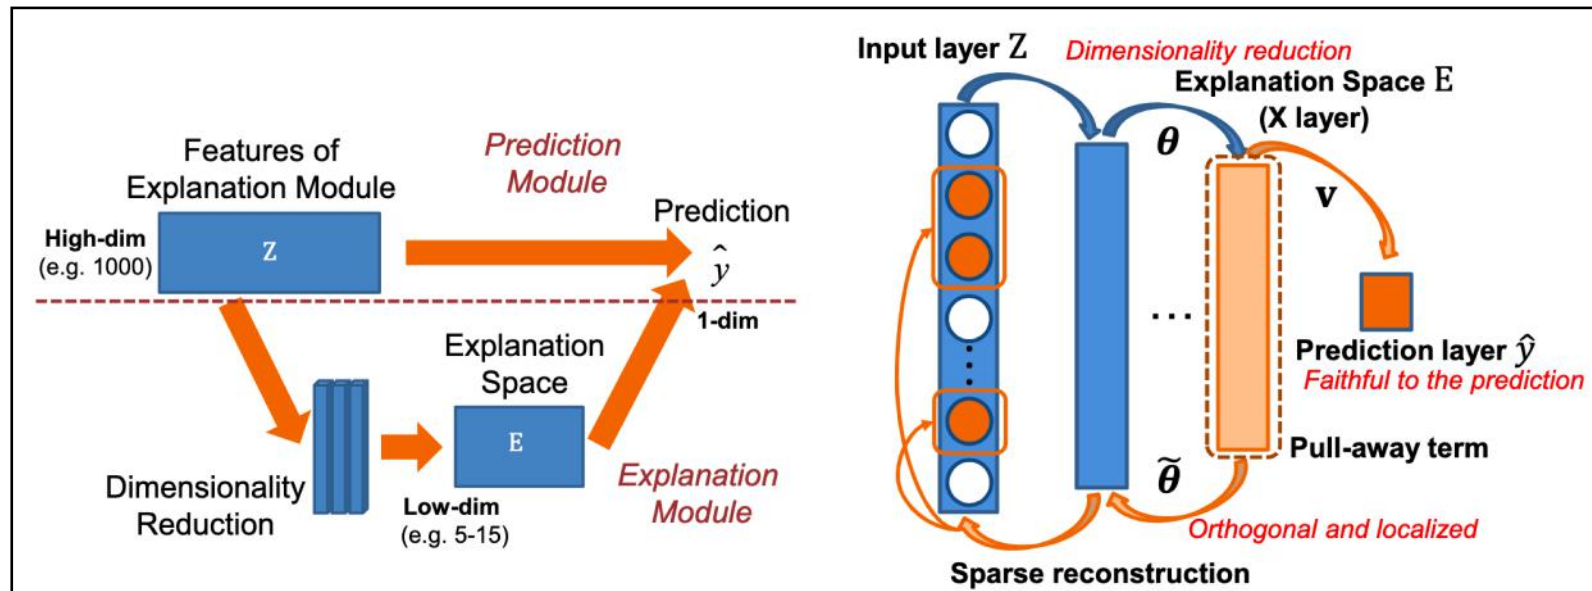 Features of
Explanation Module
Prediction
Module
High-dim
(e.g. 1000)
Z
Prediction
ŷ
1-dim
Explanation
Space
E
Dimensionality
Reduction
Low-dim
(e.g. 5-15)
Explanation
Module
Input layer Z
Dimensionality reduction
Explanation Space E
(X layer)
θ
v
...
Prediction layer ŷ
Faithful to the prediction
Pull-away term
θ̃
Orthogonal and localized
Sparse reconstruction